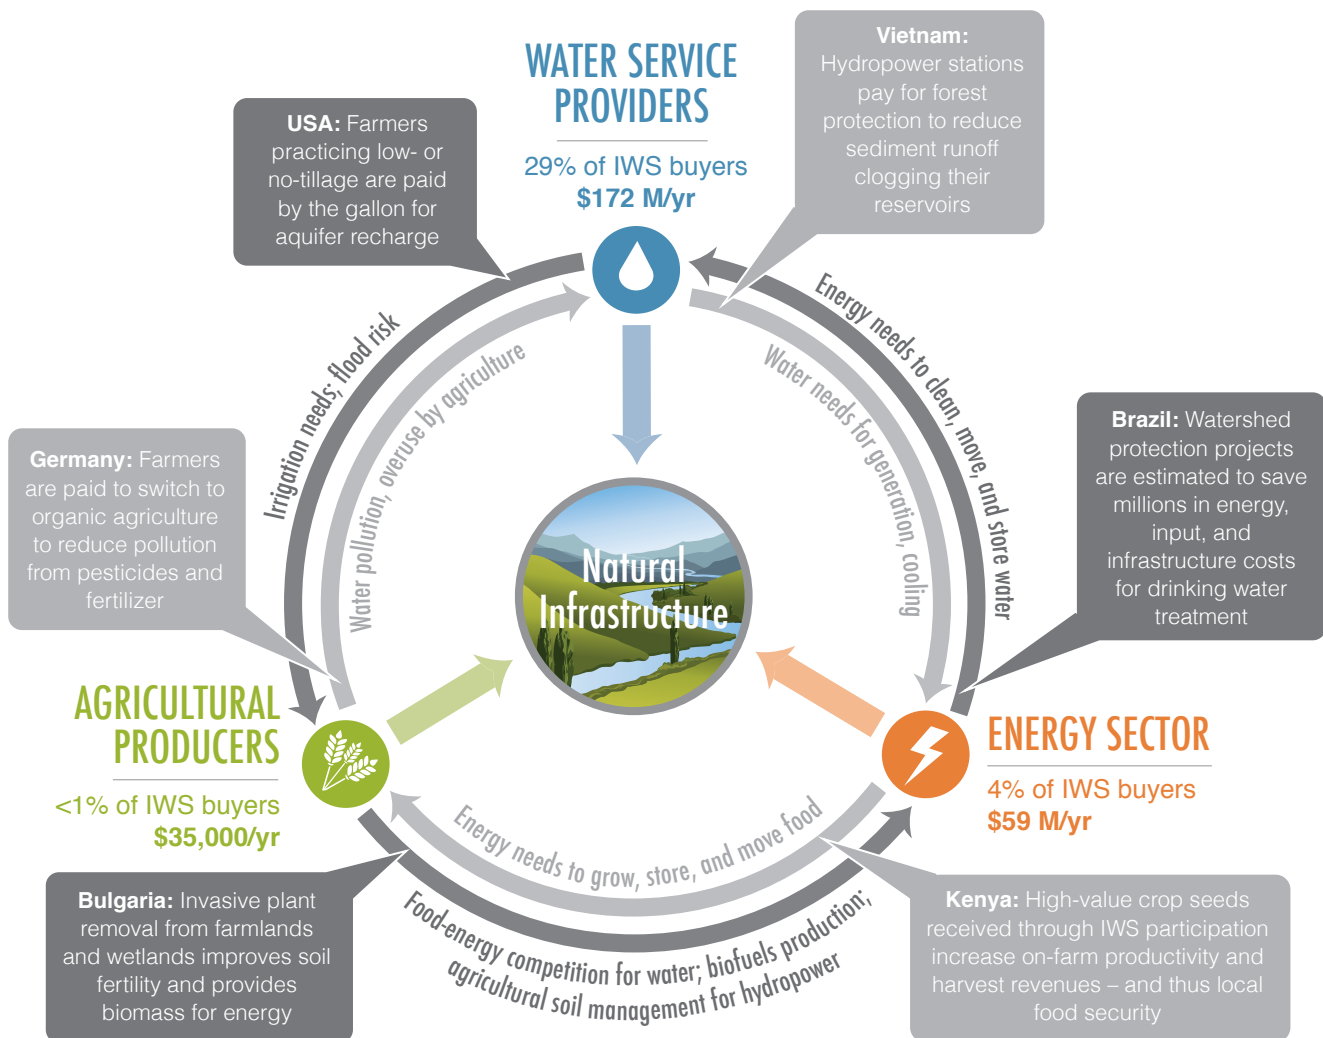 WATER SERVICE
PROVIDERS
29% of IWS buyers
$172 M/yr
Vietnam:
Hydropower stations
pay for forest
protection to reduce
sediment runoff
clogging their
reservoirs
USA: Farmers
practicing low- or
no-tillage are paid
by the gallon for
aquifer recharge
Irrigation needs; flood risk
Water pollution, overuse by agriculture
Energy needs to clean, move, and store water
Water needs for generation, cooling
Brazil: Watershed
protection projects
are estimated to save
millions in energy,
input, and
infrastructure costs
for drinking water
treatment
Germany: Farmers
are paid to switch to
organic agriculture
to reduce pollution
from pesticides and
fertilizer
Natural
Infrastructure
AGRICULTURAL
PRODUCERS
<1% of IWS buyers
$35,000/yr
ENERGY SECTOR
4% of IWS buyers
$59 M/yr
Energy needs to grow, store, and move food
Food-energy competition for water; biofuels production;
agricultural soil management for hydropower
Bulgaria: Invasive plant
removal from farmlands
and wetlands improves soil
fertility and provides
biomass for energy
Kenya: High-value crop seeds
received through IWS participation
increase on-farm productivity and
harvest revenues – and thus local
food security